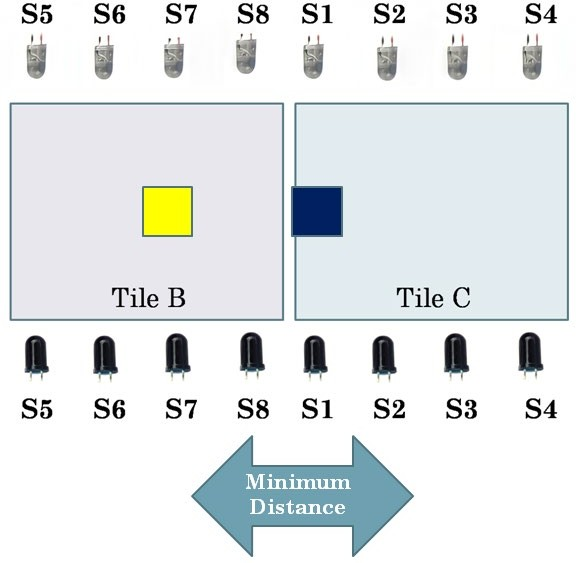 S5 S6 S7 S8 S1 S2 S3 S4
Tile B Tile C
S5 S6 S7 S8 S1 S2 S3 S4
Minimum
Distance